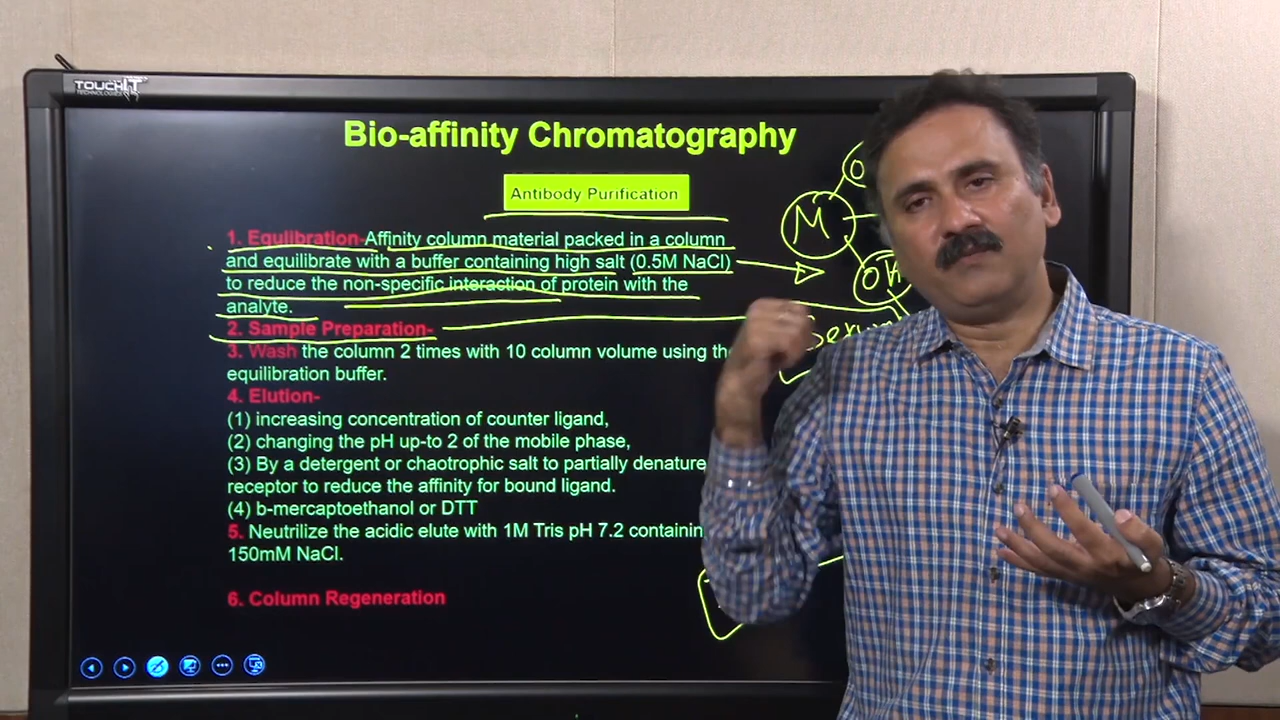 TOUCHIT
TECHNOLOGIES
Bio-affinity Chromatography
Antibody Purification
1. Equlibration-Affinity column material packed in a column
and equilibrate with a buffer containing high salt (0.5M NaCl)
to reduce the non-specific interaction of protein with the
analyte.
2. Sample Preparation-
3. Wash the column 2 times with 10 column volume using the
equilibration buffer.
4. Elution-
(1) increasing concentration of counter ligand,
(2) changing the pH up-to 2 of the mobile phase,
(3) By a detergent or chaotrophic salt to partially denature
receptor to reduce the affinity for bound ligand.
(4) b-mercaptoethanol or DTT
5. Neutrilize the acidic elute with 1M Tris pH 7.2 containin
150mM NaCl.
6. Column Regeneration
M
OH
Serum